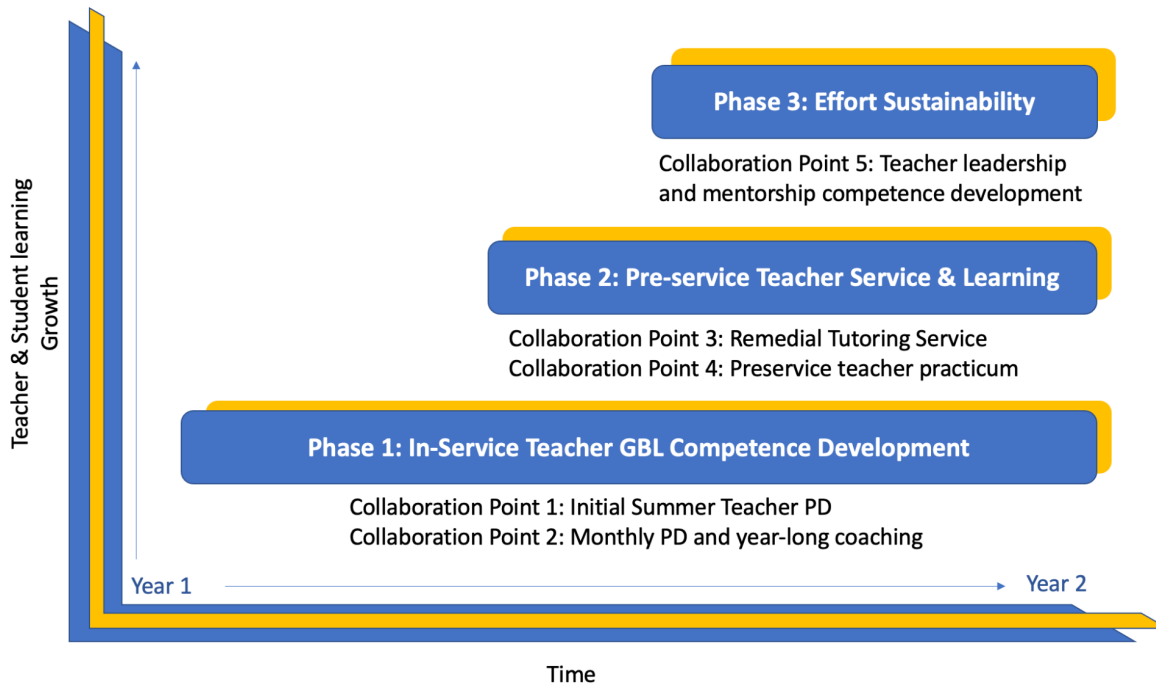 Teacher & Student learning
Growth
Phase 3: Effort Sustainability
Collaboration Point 5: Teacher leadership
and mentorship competence development
Phase 2: Pre-service Teacher Service & Learning
Collaboration Point 3: Remedial Tutoring Service
Collaboration Point 4: Preservice teacher practicum
Phase 1: In-Service Teacher GBL Competence Development
Collaboration Point 1: Initial Summer Teacher PD
Collaboration Point 2: Monthly PD and year-long coaching
Year 1
Year 2
Time